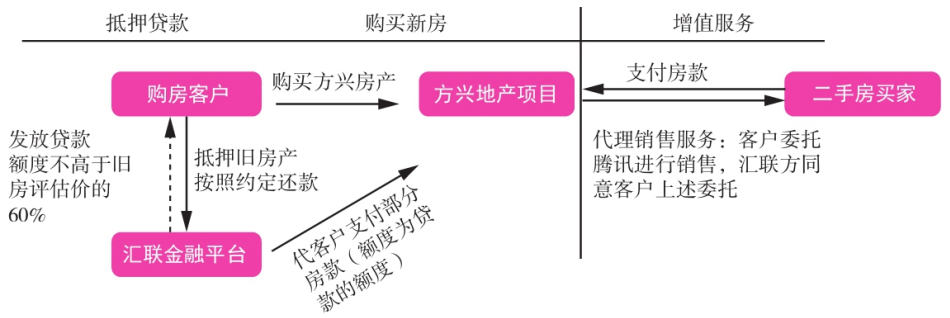 抵押贷款
购买新房
增值服务
购房客户
购买方兴房产
方兴地产项目
支付房款
二手房买家
发放贷款
额度不高于旧
房评估价的
60%
抵押旧房产
按照约定还款
代理销售服务：客户委托
腾讯进行销售，汇联方同
意客户上述委托
汇联金融平台
代客户支付部分
房款（额度为贷
款的额度）